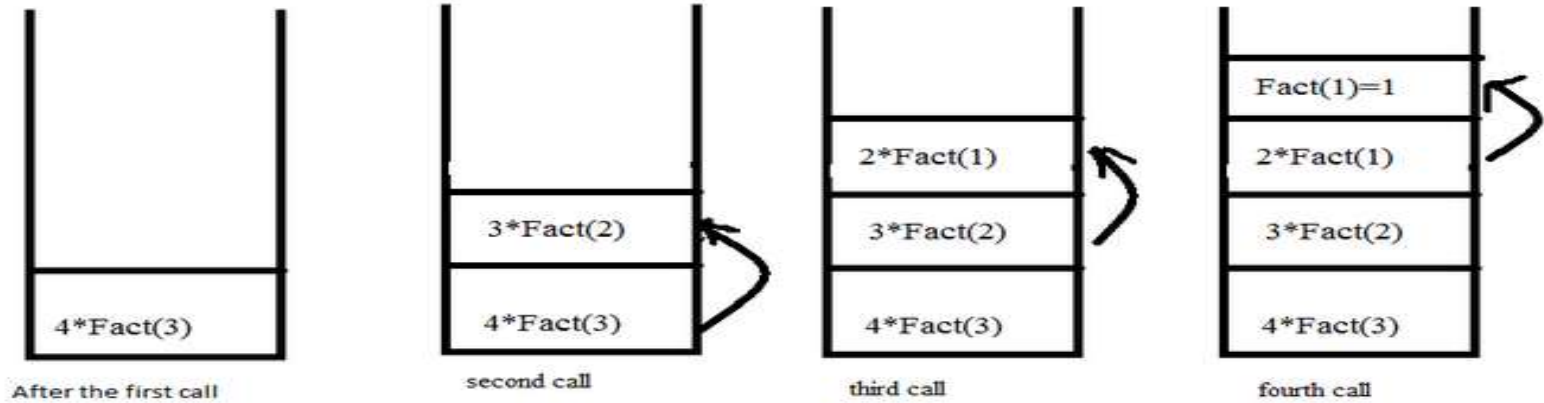 4*Fact(3)
After the first call
3*Fact(2)
4*Fact(3)
second call
2*Fact(1)
3*Fact(2)
4*Fact(3)
third call
Fact(1)=1
2*Fact(1)
3*Fact(2)
4*Fact(3)
fourth call